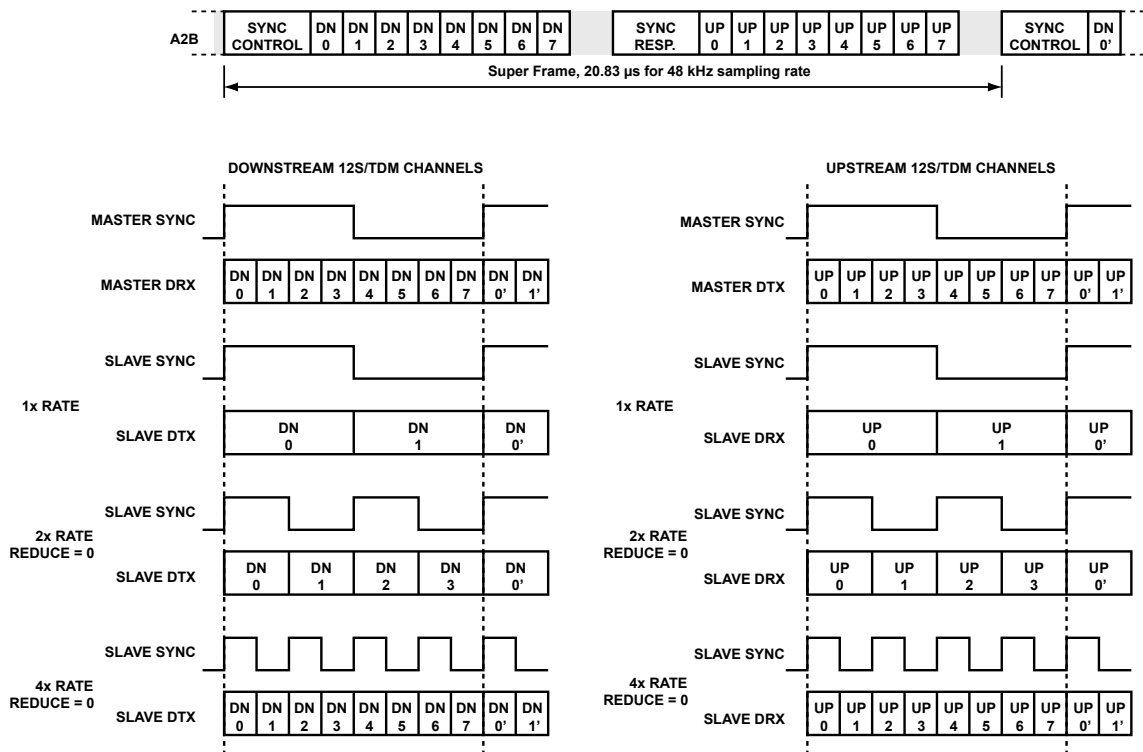 A2B
SYNC CONTROL DN 0 DN 1 DN 2 DN 3 DN 4 DN 5 DN 6 DN 7 SYNC RESP. UP 0 UP 1 UP 2 UP 3 UP 4 UP 5 UP 6 UP 7 SYNC CONTROL DN 0'
Super Frame, 20.83 µs for 48 kHz sampling rate
DOWNSTREAM 12S/TDM CHANNELS
MASTER SYNC
MASTER DRX
DN 0 DN 1 DN 2 DN 3 DN 4 DN 5 DN 6 DN 7 DN 0' DN 1'
1x RATE
SLAVE SYNC
SLAVE DTX
DN 0 DN 1 DN 0'
2x RATE
REDUCE = 0
SLAVE SYNC
SLAVE DTX
DN 0 DN 1 DN 2 DN 3 DN 0'
4x RATE
REDUCE = 0
SLAVE SYNC
SLAVE DTX
DN 0 DN 1 DN 2 DN 3 DN 4 DN 5 DN 6 DN 7 DN 0' DN 1'
UPSTREAM 12S/TDM CHANNELS
MASTER SYNC
MASTER DTX
UP 0 UP 1 UP 2 UP 3 UP 4 UP 5 UP 6 UP 7 UP 0' UP 1'
1x RATE
SLAVE SYNC
SLAVE DRX
UP 0 UP 1 UP 0'
2x RATE
REDUCE = 0
SLAVE SYNC
SLAVE DRX
UP 0 UP 1 UP 2 UP 3 UP 0'
4x RATE
REDUCE = 0
SLAVE SYNC
SLAVE DRX
UP 0 UP 1 UP 2 UP 3 UP 4 UP 5 UP 6 UP 7 UP 0' UP 1'